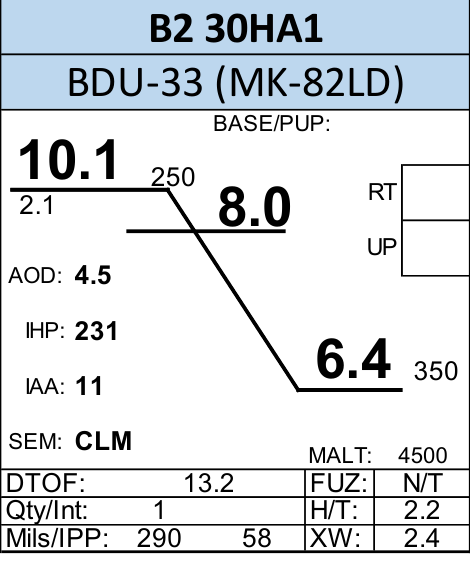 B2 30HA1
BDU-33 (MK-82LD)
BASE/PUP:
10.1
250
2.1
8.0
RT
UP
AOD: 4.5
IHP: 231
IAA: 11
6.4 350
SEM: CLM
MALT: 4500
DTOF: 13.2 FUZ: N/T
Qty/Int: 1 H/T: 2.2
Mils/IPP: 290 58 XW: 2.4